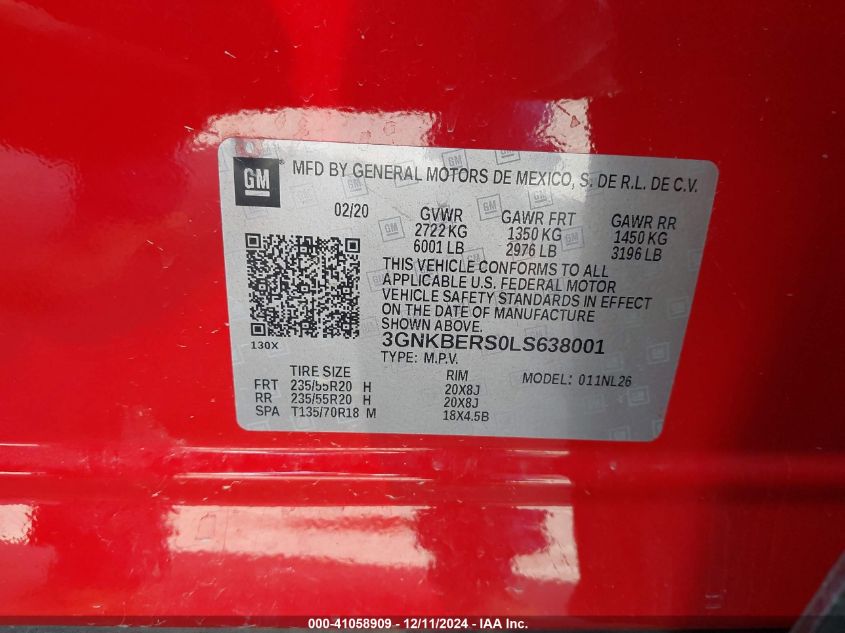 GM
MFD BY GENERAL MOTORS DE MEXICO, S. DE R.L. DE C.V.
02/20 GVWR GAWR FRT GAWR RR
2722 KG 1350 KG 1450 KG
6001 LB 2976 LB 3196 LB
THIS VEHICLE CONFORMS TO ALL
APPLICABLE U.S. FEDERAL MOTOR
VEHICLE SAFETY STANDARDS IN EFFECT
ON THE DATE OF MANUFACTURE
SHOWN ABOVE.
130X
3GNKBERS0LS638001
TYPE: M.P.V.
TIRE SIZE RIM MODEL: 011NL26
FRT 235/55R20 H 20X8J
RR 235/55R20 H 20X8J
SPA T135/70R18 M 18X4.5B
000-41058909 - 12/11/2024 - IAA Inc.